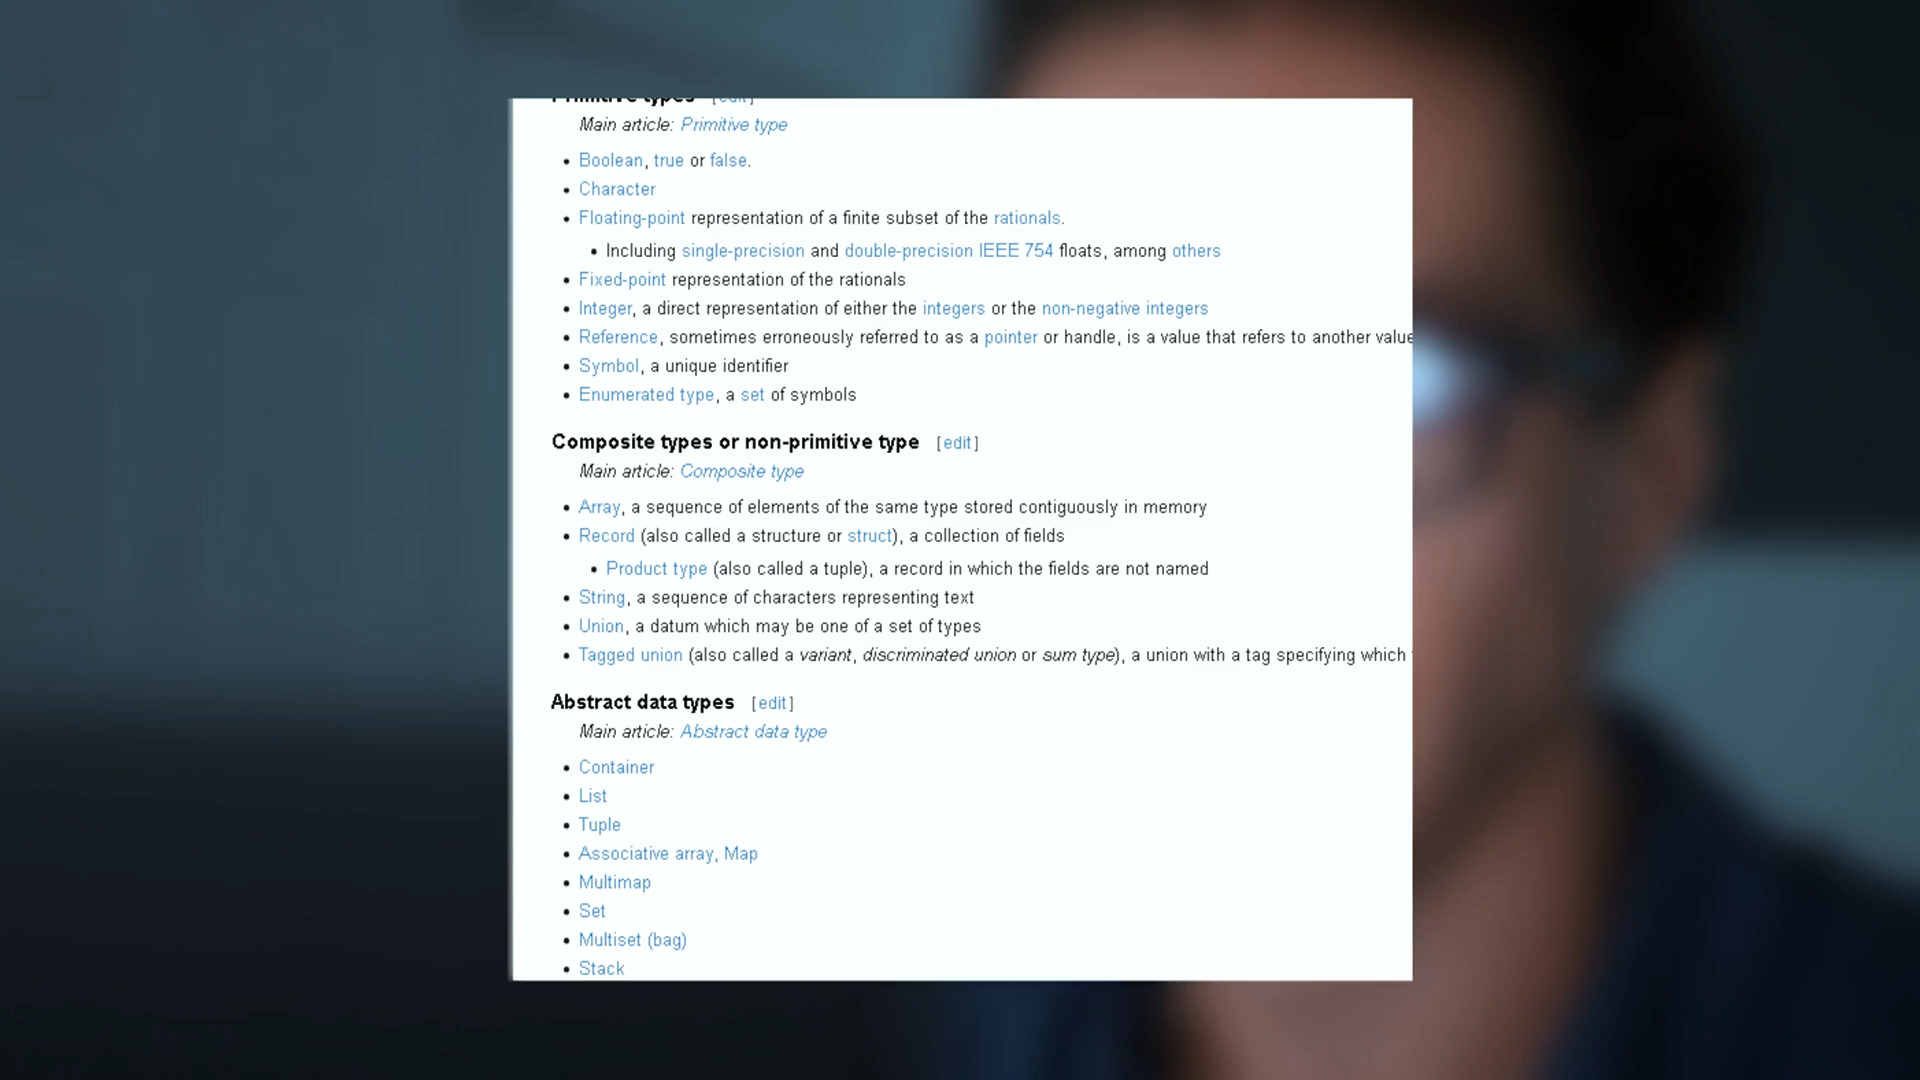 Primitive types [edit]
Main article: Primitive type
• Boolean, true or false.
• Character
• Floating-point representation of a finite subset of the rationals.
• Including single-precision and double-precision IEEE 754 floats, among others
• Fixed-point representation of the rationals
• Integer, a direct representation of either the integers or the non-negative integers
• Reference, sometimes erroneously referred to as a pointer or handle, is a value that refers to another value
• Symbol, a unique identifier
• Enumerated type, a set of symbols
Composite types or non-primitive type [edit]
Main article: Composite type
• Array, a sequence of elements of the same type stored contiguously in memory
• Record (also called a structure or struct), a collection of fields
• Product type (also called a tuple), a record in which the fields are not named
• String, a sequence of characters representing text
• Union, a datum which may be one of a set of types
• Tagged union (also called a variant, discriminated union or sum type), a union with a tag specifying which
Abstract data types [edit]
Main article: Abstract data type
• Container
• List
• Tuple
• Associative array, Map
• Multimap
• Set
• Multiset (bag)
• Stack